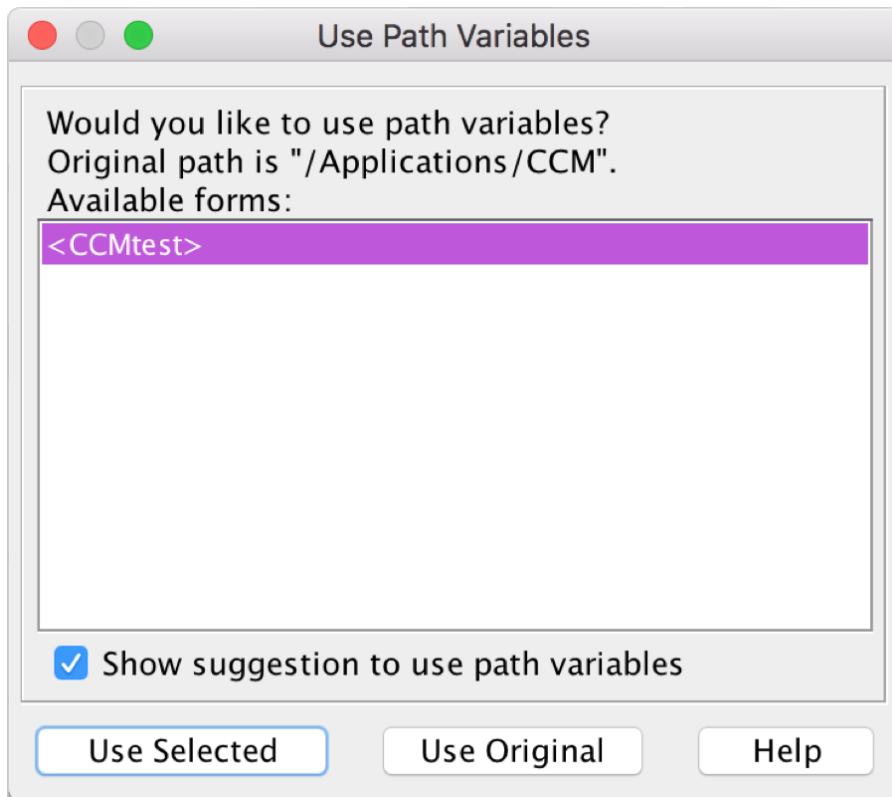 Use Path Variables
Would you like to use path variables?
Original path is "/Applications/CCM".
Available forms:
<CCMtest>
Show suggestion to use path variables
Use Selected
Use Original
Help